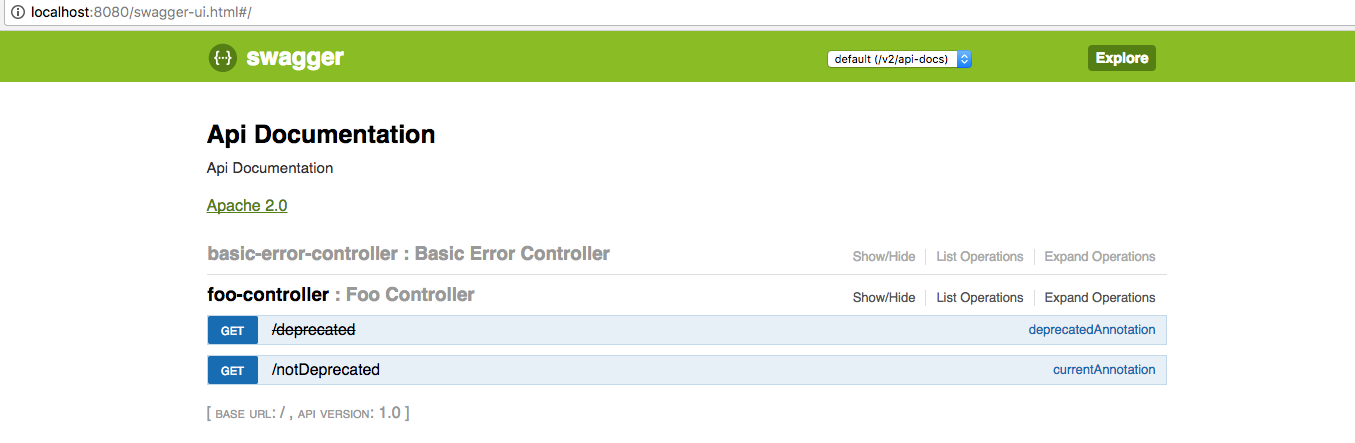 localhost:8080/swagger-ui.html#/
{··} swagger default (/v2/api-docs) Explore
Api Documentation
Api Documentation
Apache 2.0
basic-error-controller : Basic Error Controller Show/Hide List Operations Expand Operations
foo-controller : Foo Controller Show/Hide List Operations Expand Operations
GET /deprecated deprecatedAnnotation
GET /notDeprecated currentAnnotation
[ BASE URL: / , API VERSION: 1.0 ]